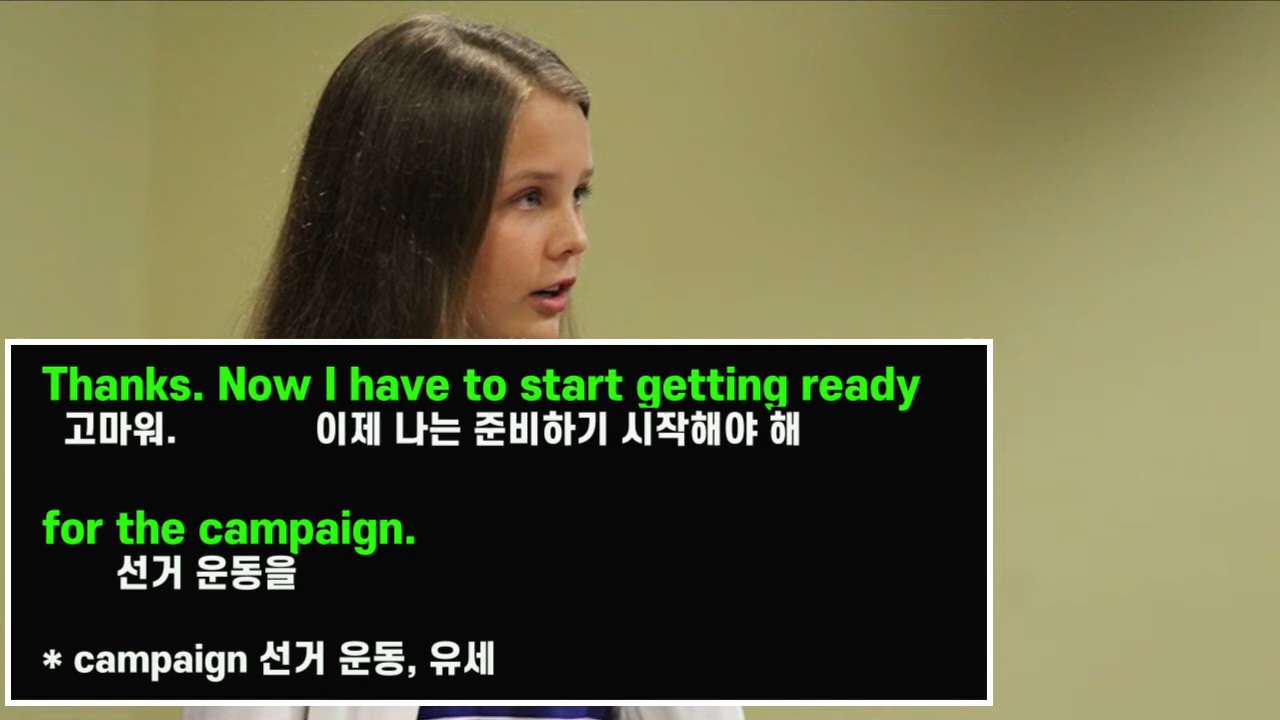 Thanks. Now I have to start getting ready
고마워. 이제 나는 준비하기 시작해야 해
for the campaign.
선거 운동을
* campaign 선거 운동, 유세